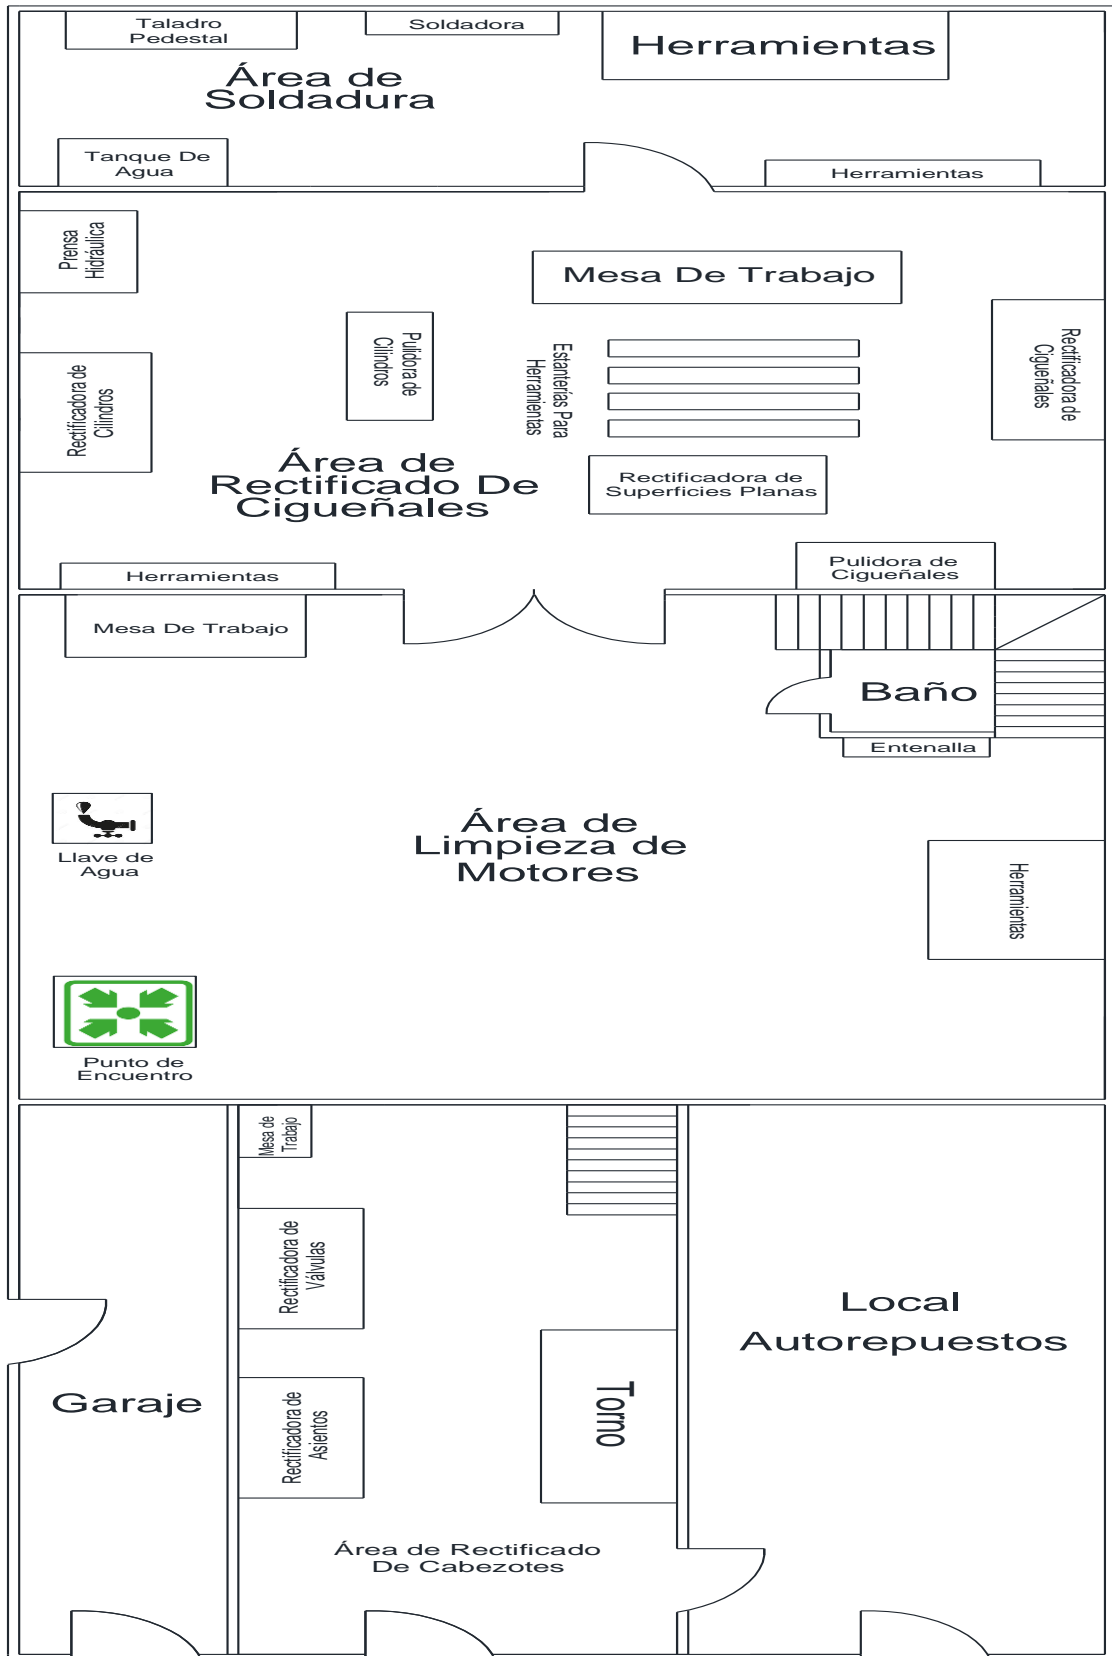 Taladro
Pedestal
Soldadora
Herramientas
Área de
Soldadura
Tanque De
Agua
Herramientas
Prensa
Hidráulica
Mesa De Trabajo
Pulidora de
Cilindros
Estanterías Para
Herramientas
Rectificadora de
Cigueñales
Rectificadora de
Cilindros
Área de
Rectificado De
Cigueñales
Rectificadora de
Superficies Planas
Herramientas
Pulidora de
Cigueñales
Mesa De Trabajo
Baño
Entenalla
Llave de
Agua
Área de
Limpieza de
Motores
Herramientas
Punto de
Encuentro
Mesa de
Trabajo
Rectificadora de
Válvulas
Local
Autorepuestos
Garaje
Rectificadora de
Asientos
Torno
Área de Rectificado
De Cabezotes